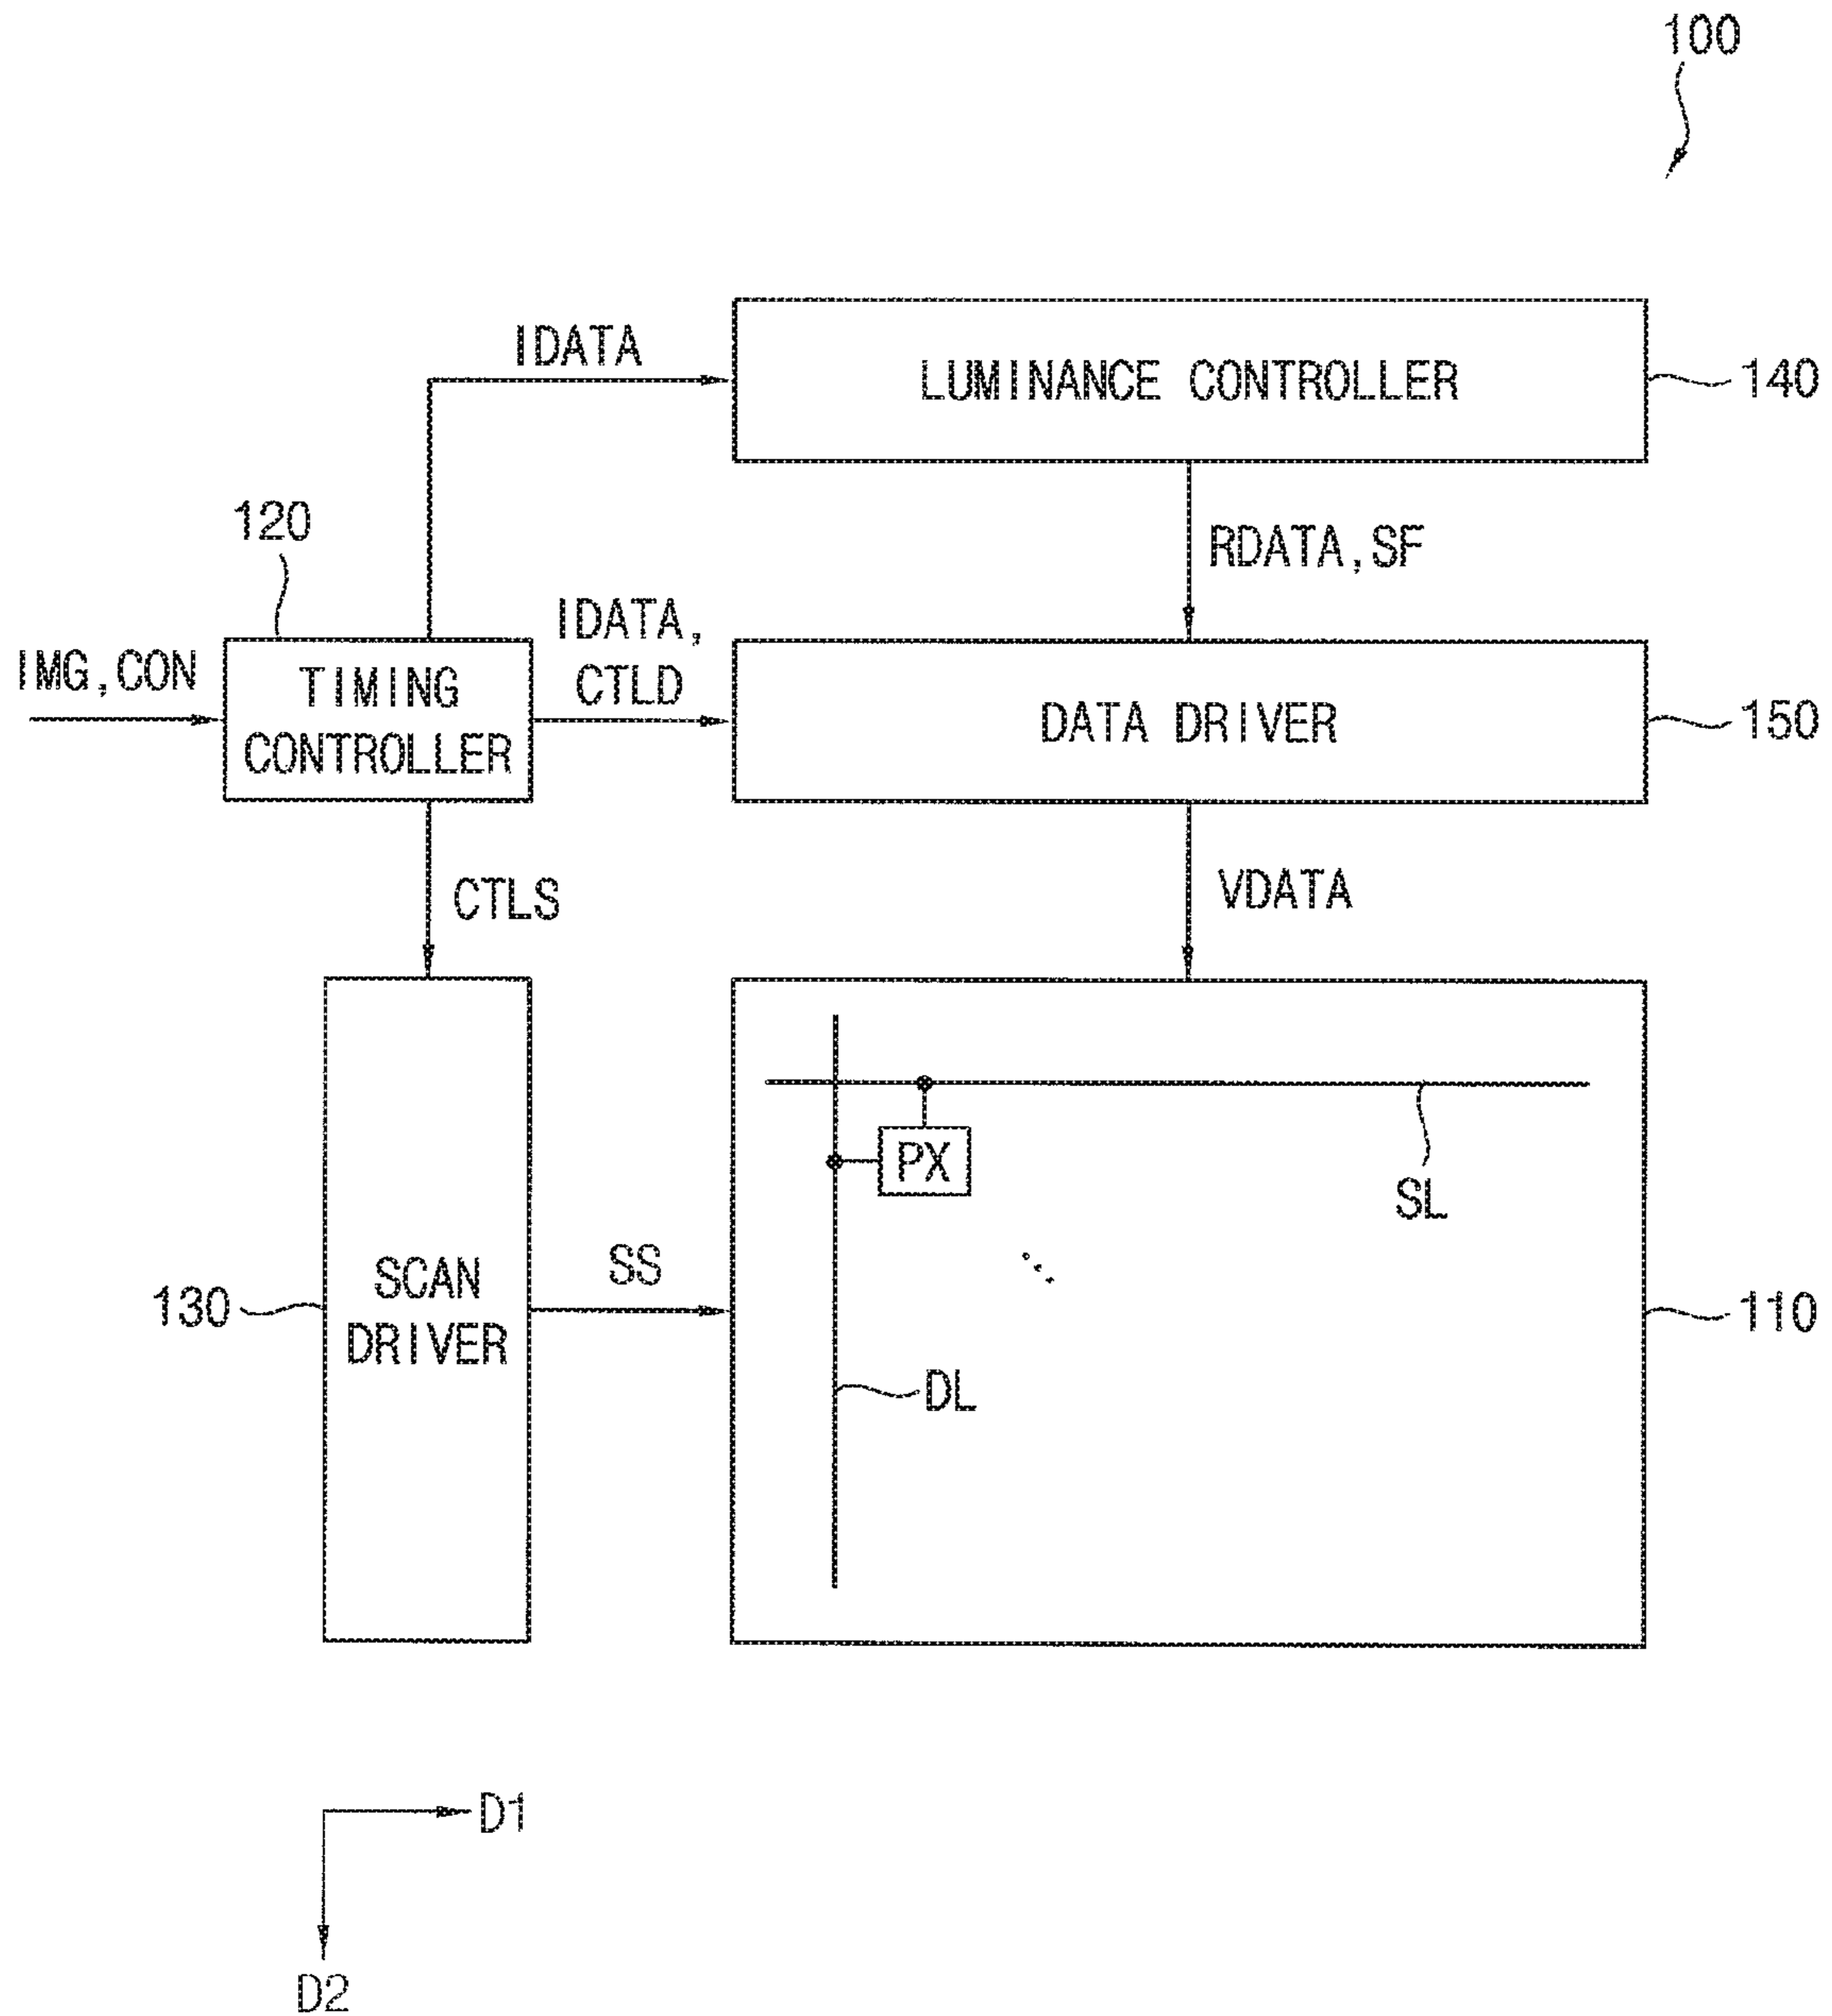 100
IDATA
LUMINANCE CONTROLLER
140
120
RDATA,SF
IMG,CON
TIMING
CONTROLLER
IDATA,
CTLD
DATA DRIVER
150
CTLS
VDATA
PX
SL
130
SCAN
DRIVER
SS
110
DL
D1
D2